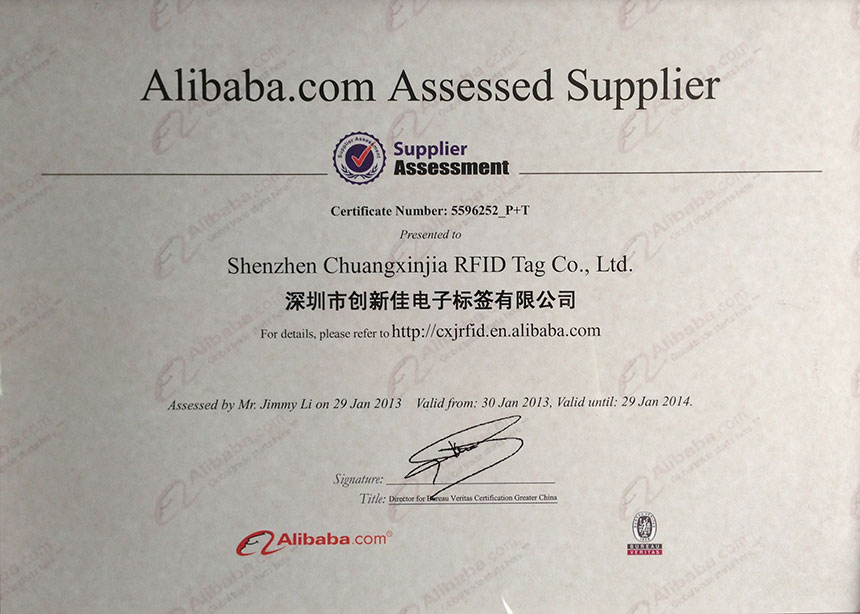 Alibaba.com Assessed Supplier
Supplier Assessment
Supplier
Assessment
Certificate Number: 5596252_P+T
Presented to
Shenzhen Chuangxinjia RFID Tag Co., Ltd.
深圳市创新佳电子标签有限公司
For details, please refer to http://cxjrfid.en.alibaba.com
Assessed by Mr. Jimmy Li on 29 Jan 2013 Valid from: 30 Jan 2013, Valid until: 29 Jan 2014.
Signature:
Title: Director for Bureau Veritas Certification Greater China
Alibaba.com®
BUREAU
VERITAS